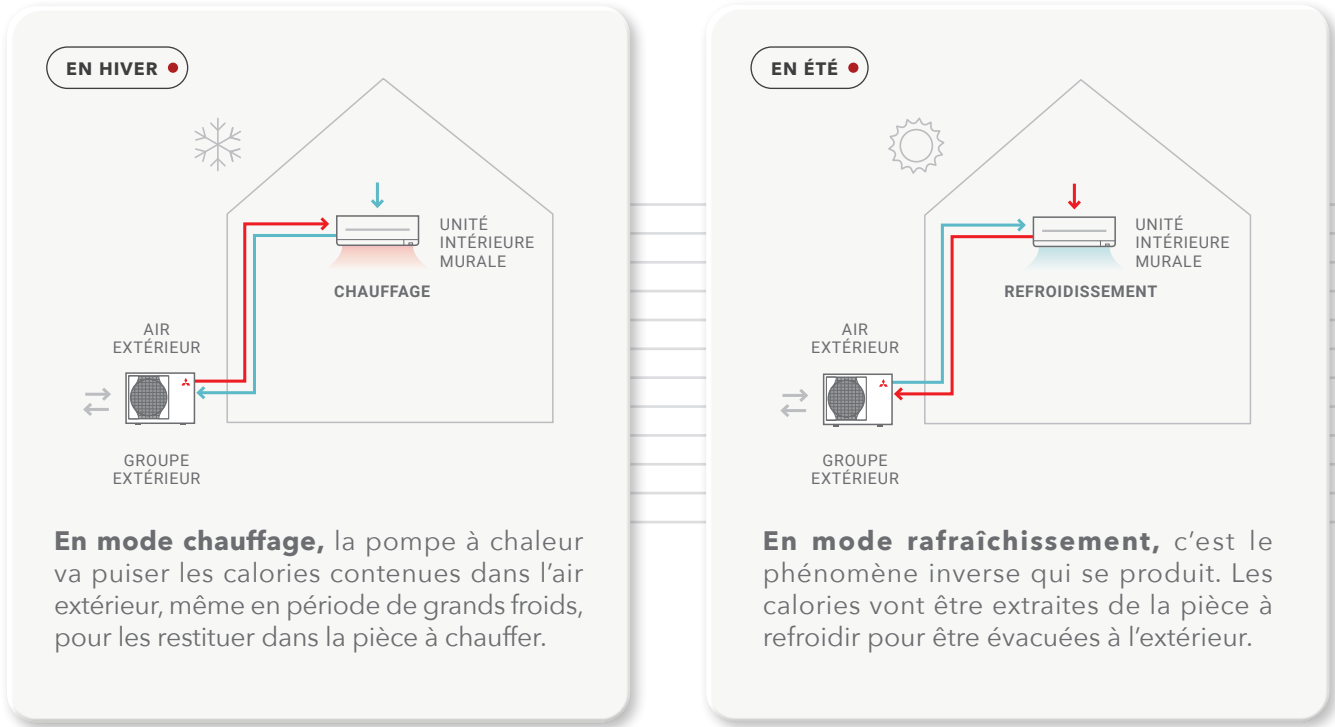 EN HIVER
UNITÉ
INTÉRIEURE
MURALE
CHAUFFAGE
AIR
EXTÉRIEUR
GROUPE
EXTÉRIEUR
En mode chauffage, la pompe à chaleur
va puiser les calories contenues dans l’air
extérieur, même en période de grands froids,
pour les restituer dans la pièce à chauffer.
EN ÉTÉ
UNITÉ
INTÉRIEURE
MURALE
REFROIDISSEMENT
AIR
EXTÉRIEUR
GROUPE
EXTÉRIEUR
En mode rafraîchissement, c’est le
phénomène inverse qui se produit. Les
calories vont être extraites de la pièce à
refroidir pour être évacuées à l’extérieur.